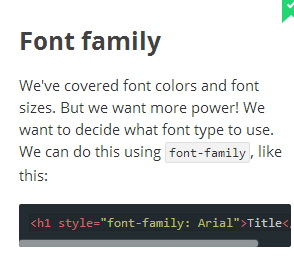 Font family
We've covered font colors and font
sizes. But we want more power! We
want to decide what font type to use.
We can do this using font-family, like
this:
<h1 style="font-family: Arial">Title</